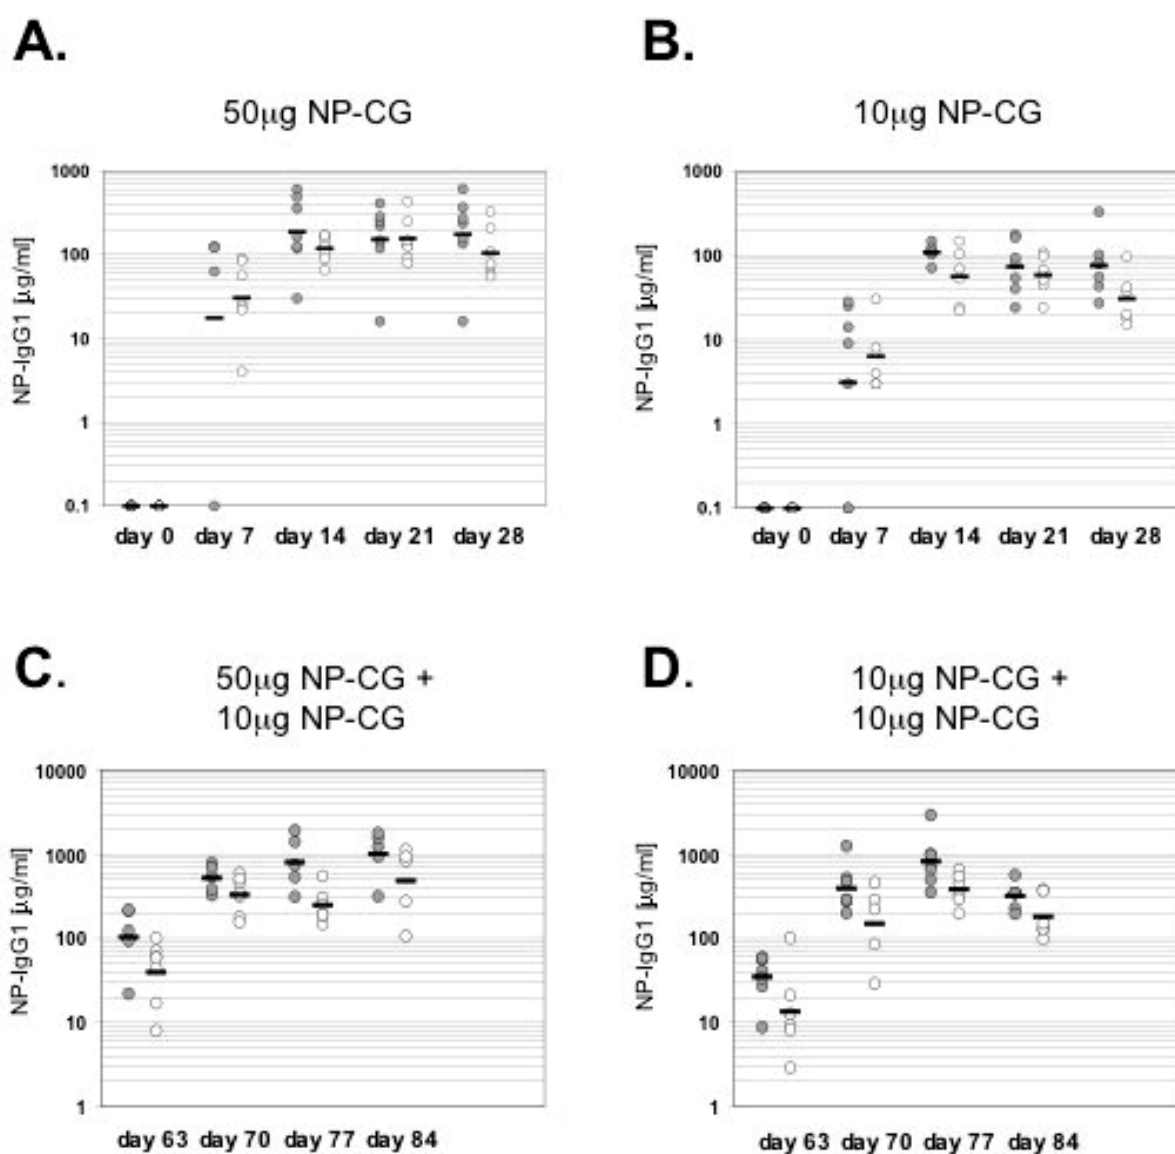 A.
50μg NP-CG
NP-IgG1 [μg/ml]
1000
100
10
1
0.1
day 0 day 7 day 14 day 21 day 28
B.
10μg NP-CG
NP-IgG1 [μg/ml]
1000
100
10
1
0.1
day 0 day 7 day 14 day 21 day 28
C.
50μg NP-CG +
10μg NP-CG
NP-IgG1 [μg/ml]
10000
1000
100
10
1
day 63 day 70 day 77 day 84
D.
10μg NP-CG +
10μg NP-CG
NP-IgG1 [μg/ml]
10000
1000
100
10
1
day 63 day 70 day 77 day 84